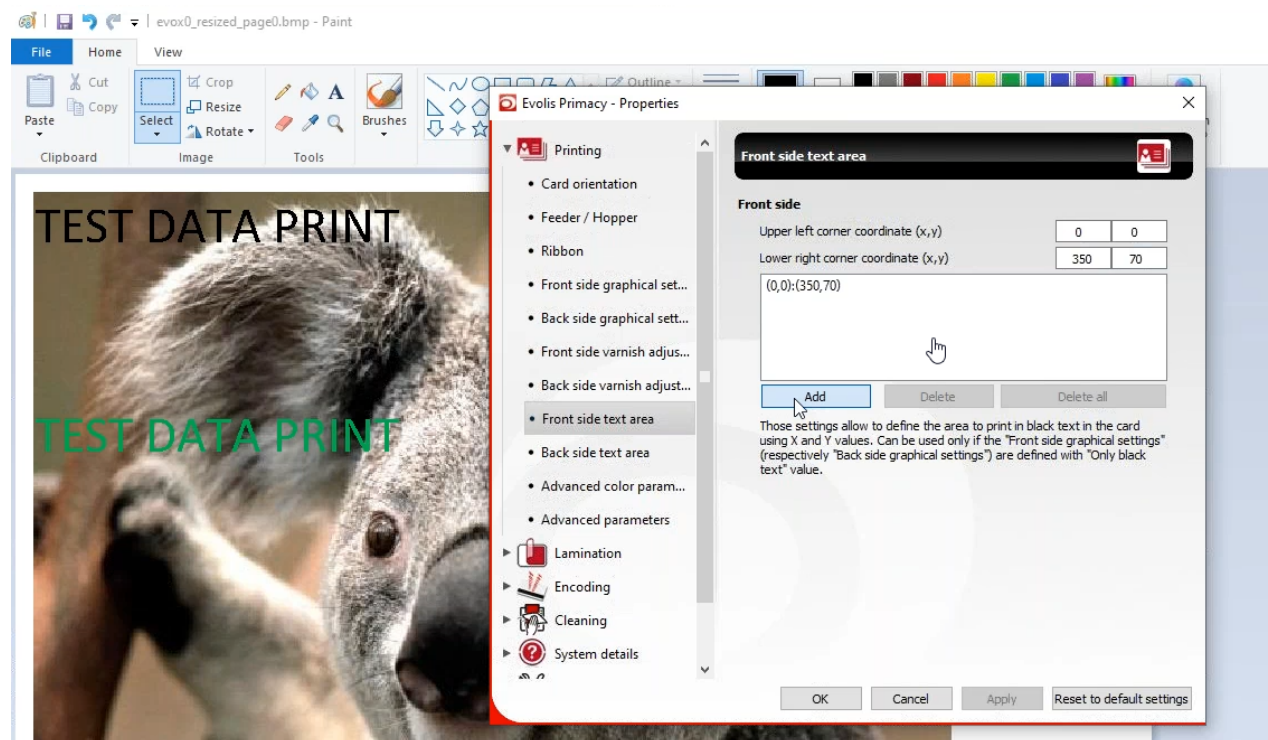 evox0_resized_page0.bmp - Paint
File Home View
Cut
Copy
Paste
Clipboard
Select
Crop
Resize
Rotate
Image
A
Tools
Brushes
Outline
Evolis Primacy - Properties
Printing
Card orientation
Feeder / Hopper
Ribbon
Front side graphical set...
Back side graphical sett...
Front side varnish adjus...
Back side varnish adjust...
Front side text area
Back side text area
Advanced color param...
Advanced parameters
Lamination
Encoding
Cleaning
System details
Front side text area
Front side
Upper left corner coordinate (x,y) 0 0
Lower right corner coordinate (x,y) 350 70
(0,0):(350,70)
Add Delete Delete all
Those settings allow to define the area to print in black text in the card
using X and Y values. Can be used only if the "Front side graphical settings"
(respectively "Back side graphical settings") are defined with "Only black
text" value.
OK Cancel Apply Reset to default settings
TEST DATA PRINT
TEST DATA PRINT